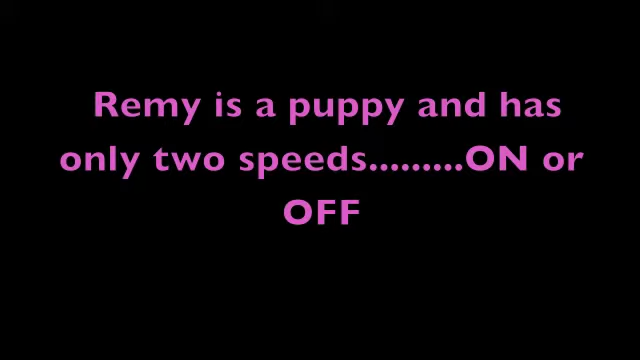 Remy is a puppy and has
only two speeds.........ON or
OFF